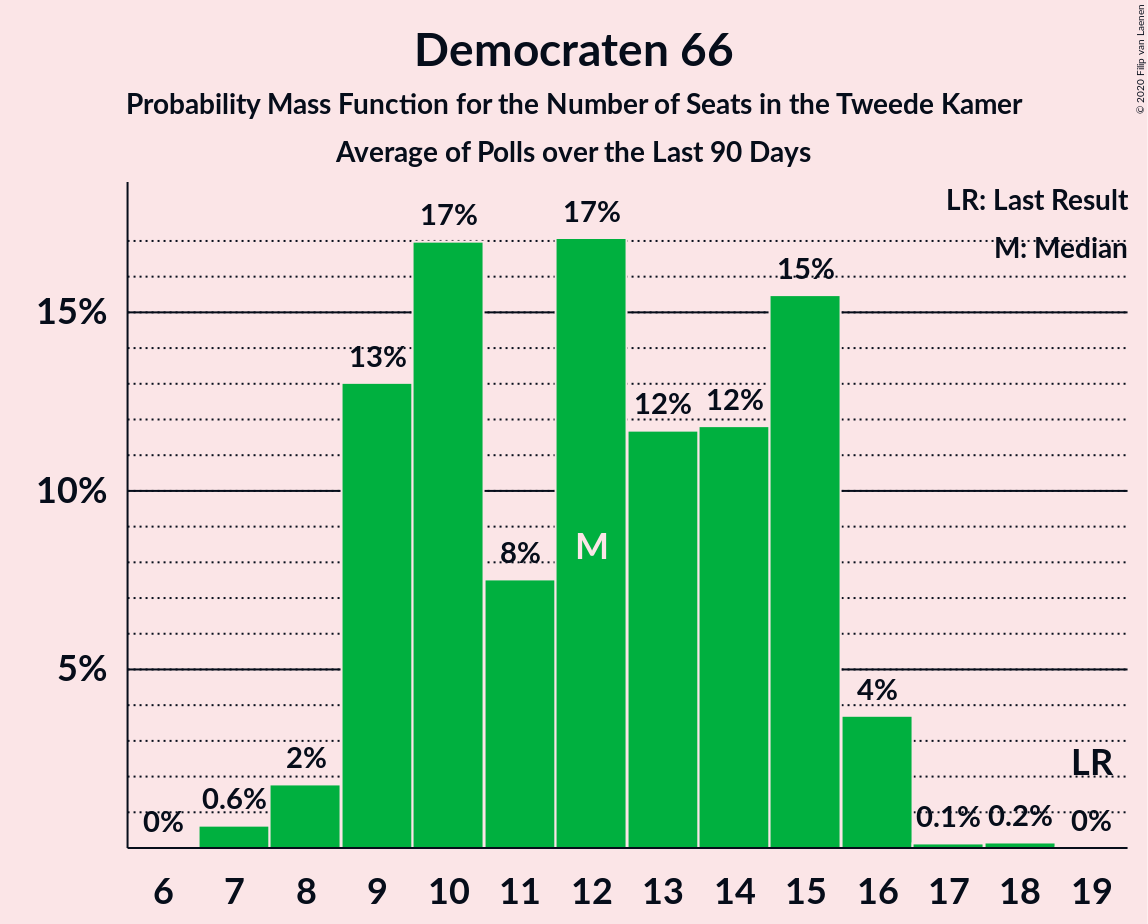 Democraten 66
Probability Mass Function for the Number of Seats in the Tweede Kamer
Average of Polls over the Last 90 Days
© 2020 Filip van Laenen
LR: Last Result
M: Median
15%
10%
5%
0%
0.6%
2%
13%
17%
8%
17%
M
12%
12%
15%
4%
0.1%
0.2%
LR
0%
6 7 8 9 10 11 12 13 14 15 16 17 18 19